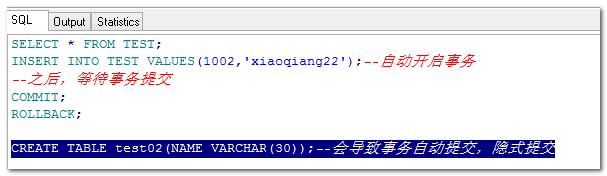 SQL Output Statistics
SELECT * FROM TEST;
INSERT INTO TEST VALUES(1002,'xiaoqiang22');--自动开启事务
--之后，等待事务提交
COMMIT;
ROLLBACK;
CREATE TABLE test02(NAME VARCHAR(30));--会导致事务自动提交，隐式提交